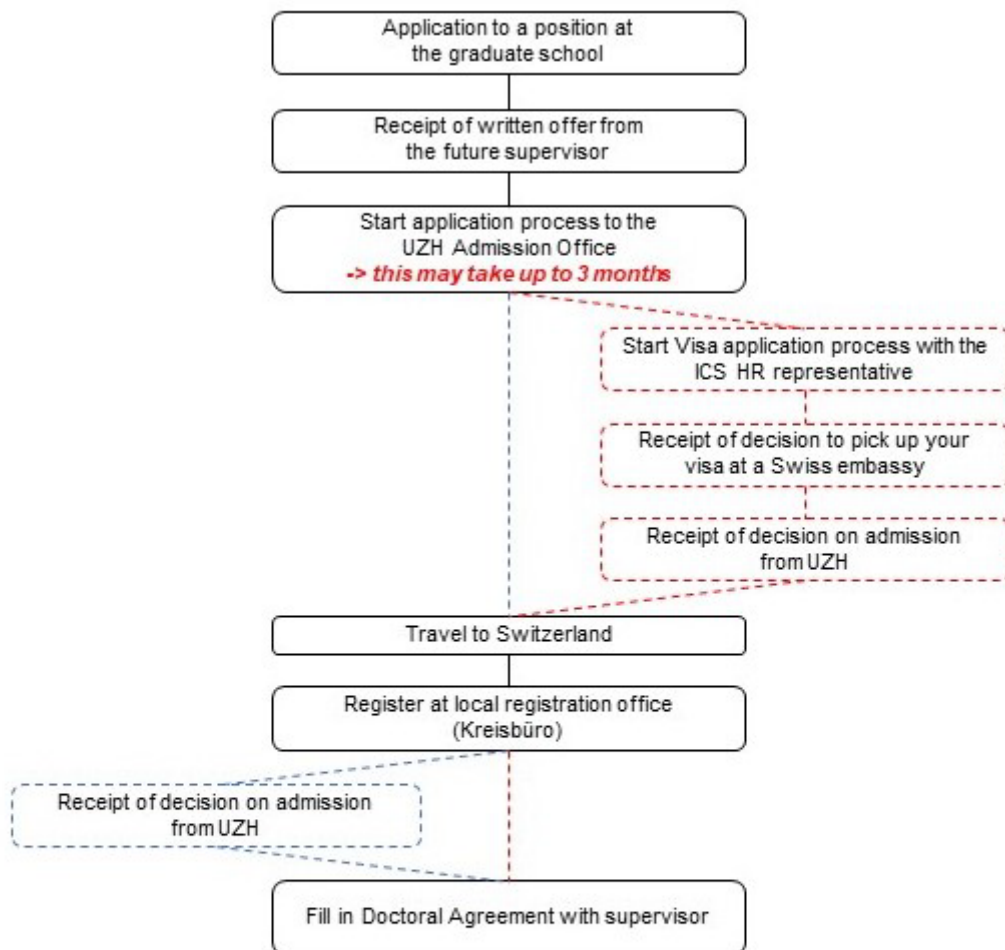 Application to a position at
the graduate school
Receipt of written offer from
the future supervisor
Start application process to the
UZH Admission Office
-> this may take up to 3 months
Start Visa application process with the
ICS HR representative
Receipt of decision to pick up your
visa at a Swiss embassy
Receipt of decision on admission
from UZH
Travel to Switzerland
Register at local registration office
(Kreisbüro)
Receipt of decision on admission
from UZH
Fill in Doctoral Agreement with supervisor